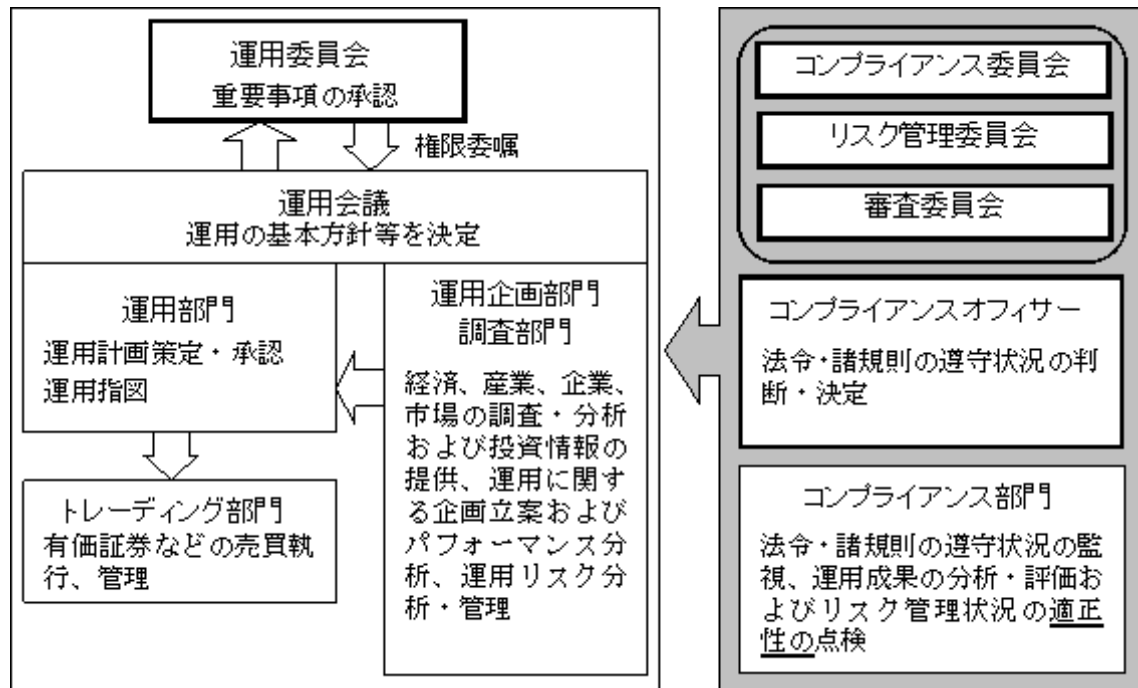 運用委員会
重要事項の承認
権限委嘱
運用会議
運用の基本方針等を決定
運用部門
運用計画策定・承認
運用指図
運用企画部門
調査部門
経済、産業、企業、
市場の調査・分析
および投資情報の
提供、運用に関す
る企画立案および
パフォーマンス分
析、運用リスク分
析・管理
トレーディング部門
有価証券などの売買執
行、管理
コンプライアンス委員会
リスク管理委員会
審査委員会
コンプライアンスオフィサー
法令・諸規則の遵守状況の判
断・決定
コンプライアンス部門
法令・諸規則の遵守状況の監
視、運用成果の分析・評価お
よびリスク管理状況の適正
性の点検